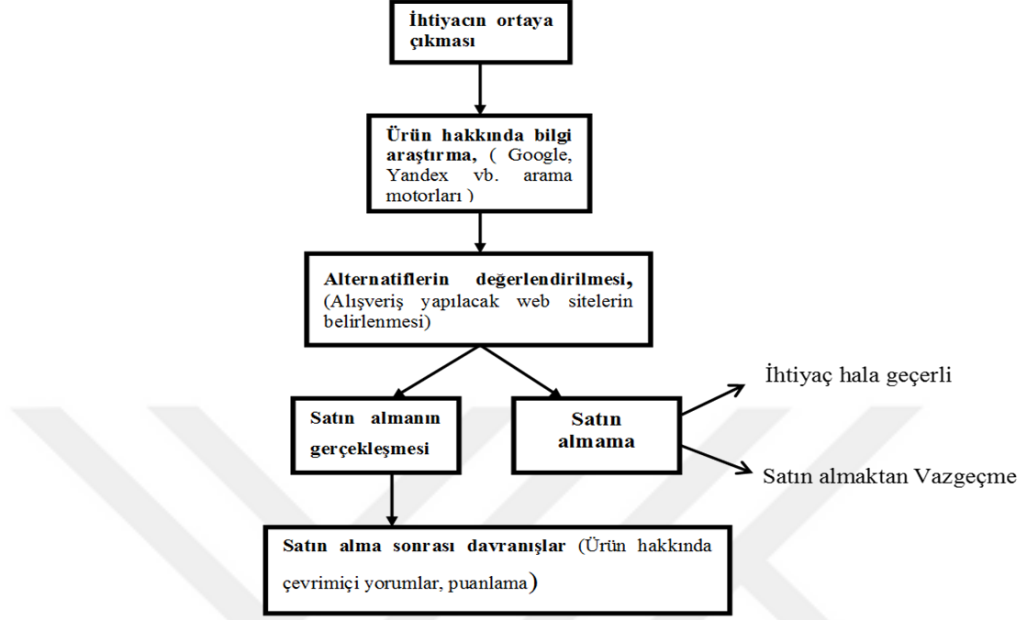 İhtiyacın ortaya
çıkması
Ürün hakkında bilgi
araştırma, ( Google,
Yandex vb. arama
motorları )
Alternatiflerin değerlendirilmesi,
(Alışveriş yapılacak web sitelerin
belirlenmesi)
Satın almanın
gerçekleşmesi
Satın
almama
İhtiyaç hala geçerli
Satın almaktan Vazgeçme
Satın alma sonrası davranışlar (Ürün hakkında
çevrimiçi yorumlar, puanlama)